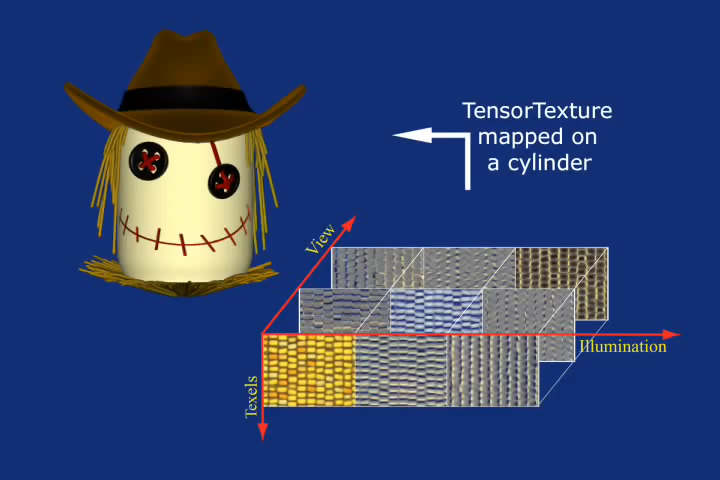 TensorTexture
mapped on
a cylinder
View
Illumination
Texels